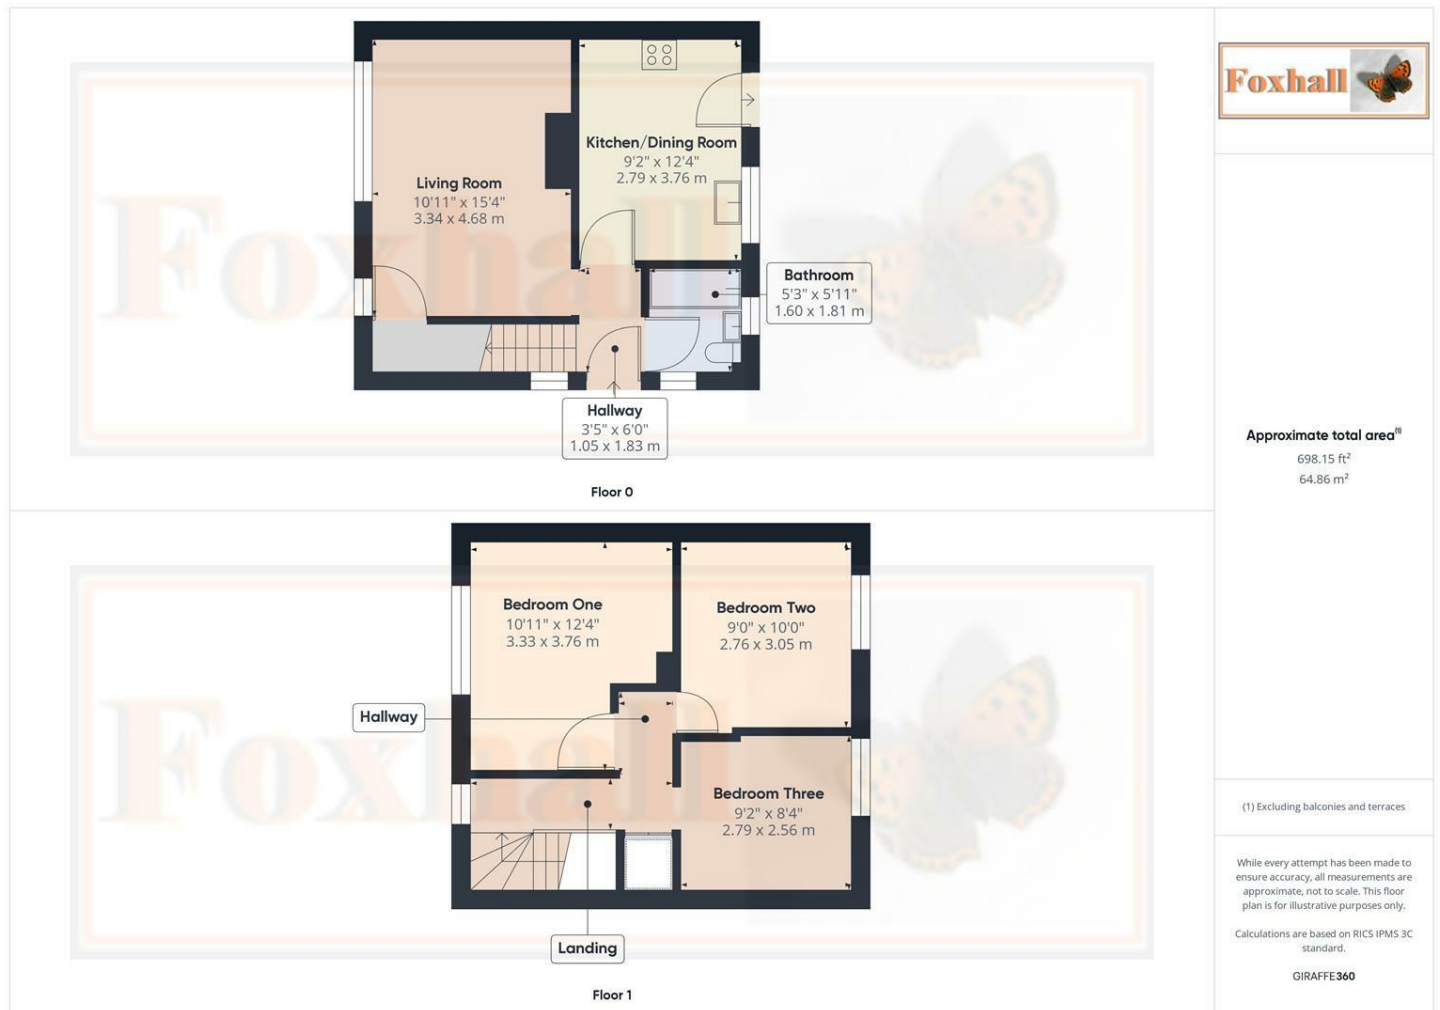 Foxhall
Kitchen/Dining Room
9'2" x 12'4"
2.79 x 3.76 m
Living Room
10'11" x 15'4"
3.34 x 4.68 m
Bathroom
5'3" x 5'11"
1.60 x 1.81 m
Hallway
3'5" x 6'0"
1.05 x 1.83 m
Floor 0
Foxhall
Bedroom One
10'11" x 12'4"
3.33 x 3.76 m
Bedroom Two
9'0" x 10'0"
2.76 x 3.05 m
Hallway
Bedroom Three
9'2" x 8'4"
2.79 x 2.56 m
Landing
Floor 1
Foxhall
Approximate total area(1)
698.15 ft²
64.86 m²
(1) Excluding balconies and terraces
While every attempt has been made to
ensure accuracy, all measurements are
approximate, not to scale. This floor
plan is for illustrative purposes only.
Calculations are based on RICS IPMS 3C
standard.
GIRAFFE360